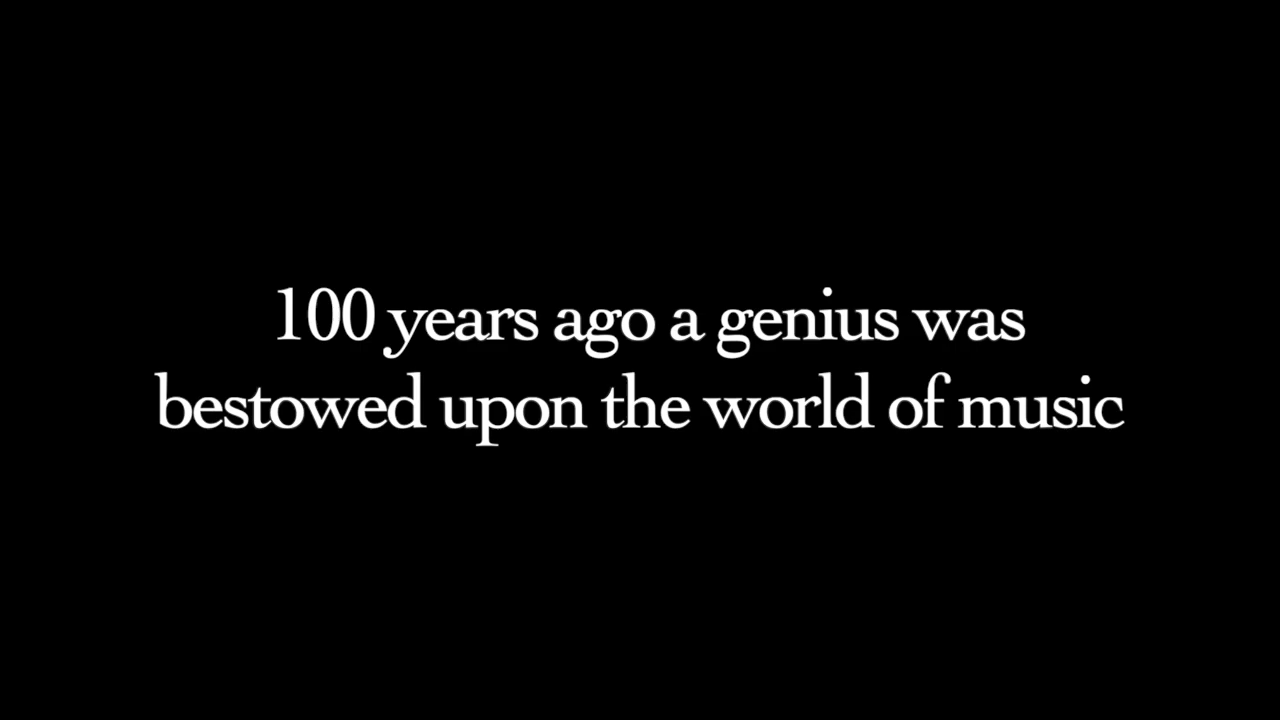 100 years ago a genius was
bestowed upon the world of music